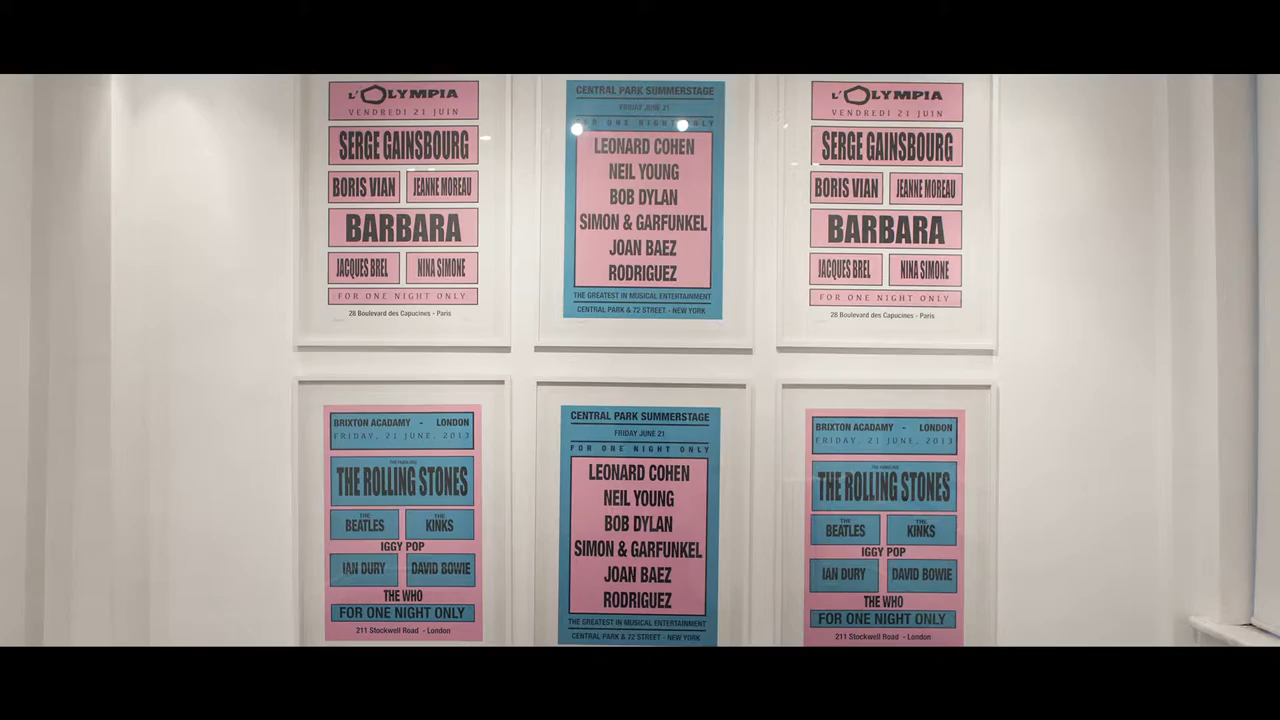 L'OLYMPIA
VENDREDI 21 JUIN
SERGE GAINSBOURG
BORIS VIAN
JEANNE MOREAU
BARBARA
JACQUES BREL
NINA SIMONE
FOR ONE NIGHT ONLY
28 Boulevard des Capucines - Paris
CENTRAL PARK SUMMERSTAGE
FRIDAY JUNE 21
FOR ONE NIGHT ONLY
LEONARD COHEN
NEIL YOUNG
BOB DYLAN
SIMON & GARFUNKEL
JOAN BAEZ
RODRIGUEZ
THE GREATEST IN MUSICAL ENTERTAINMENT
CENTRAL PARK & 72 STREET - NEW YORK
L'OLYMPIA
VENDREDI 21 JUIN
SERGE GAINSBOURG
BORIS VIAN
JEANNE MOREAU
BARBARA
JACQUES BREL
NINA SIMONE
FOR ONE NIGHT ONLY
28 Boulevard des Capucines - Paris
BRIXTON ACADAMY - LONDON
FRIDAY, 21 JUNE, 2013
THE ROLLING STONES
THE BEATLES
THE KINKS
IGGY POP
IAN DURY
DAVID BOWIE
THE WHO
FOR ONE NIGHT ONLY
211 Stockwell Road - London
CENTRAL PARK SUMMERSTAGE
FRIDAY JUNE 21
FOR ONE NIGHT ONLY
LEONARD COHEN
NEIL YOUNG
BOB DYLAN
SIMON & GARFUNKEL
JOAN BAEZ
RODRIGUEZ
THE GREATEST IN MUSICAL ENTERTAINMENT
CENTRAL PARK & 72 STREET - NEW YORK
BRIXTON ACADAMY - LONDON
FRIDAY, 21 JUNE, 2013
THE ROLLING STONES
THE BEATLES
THE KINKS
IGGY POP
IAN DURY
DAVID BOWIE
THE WHO
FOR ONE NIGHT ONLY
211 Stockwell Road - London